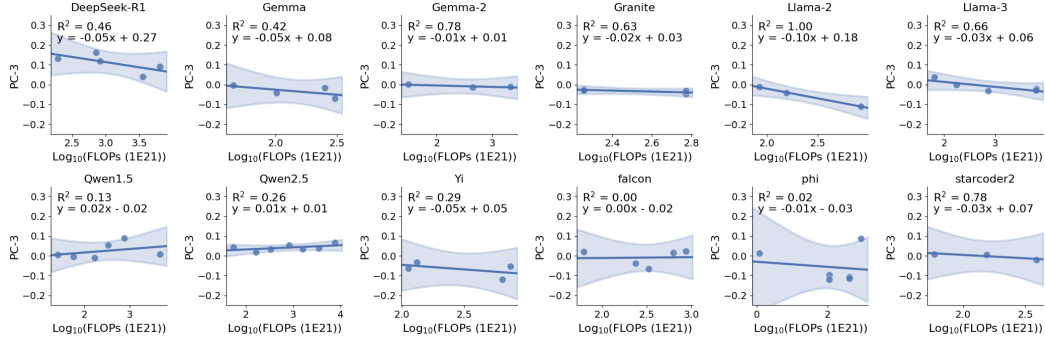 DeepSeek-R1
R² = 0.46
y = -0.05x + 0.27
PC-3
0.3
0.2
0.1
0.0
−0.1
−0.2
2.5 3.0 3.5
Log₁₀(FLOPs (1E21))
Gemma
R² = 0.42
y = -0.05x + 0.08
PC-3
2.0 2.5
Log₁₀(FLOPs (1E21))
Gemma-2
R² = 0.78
y = -0.01x + 0.01
PC-3
2 3
Log₁₀(FLOPs (1E21))
Granite
R² = 0.63
y = -0.02x + 0.03
PC-3
2.4 2.6 2.8
Log₁₀(FLOPs (1E21))
Llama-2
R² = 1.00
y = -0.10x + 0.18
PC-3
2.0 2.5
Log₁₀(FLOPs (1E21))
Llama-3
R² = 0.66
y = -0.03x + 0.06
PC-3
2 3
Log₁₀(FLOPs (1E21))
Qwen1.5
R² = 0.13
y = 0.02x - 0.02
PC-3
0.3
0.2
0.1
0.0
−0.1
−0.2
2 3
Log₁₀(FLOPs (1E21))
Qwen2.5
R² = 0.26
y = 0.01x + 0.01
PC-3
2 3 4
Log₁₀(FLOPs (1E21))
Yi
R² = 0.29
y = -0.05x + 0.05
PC-3
2.0 2.5
Log₁₀(FLOPs (1E21))
falcon
R² = 0.00
y = 0.00x - 0.02
PC-3
2.0 2.5 3.0
Log₁₀(FLOPs (1E21))
phi
R² = 0.02
y = -0.01x - 0.03
PC-3
0 2
Log₁₀(FLOPs (1E21))
starcoder2
R² = 0.78
y = -0.03x + 0.07
PC-3
2.0 2.5
Log₁₀(FLOPs (1E21))